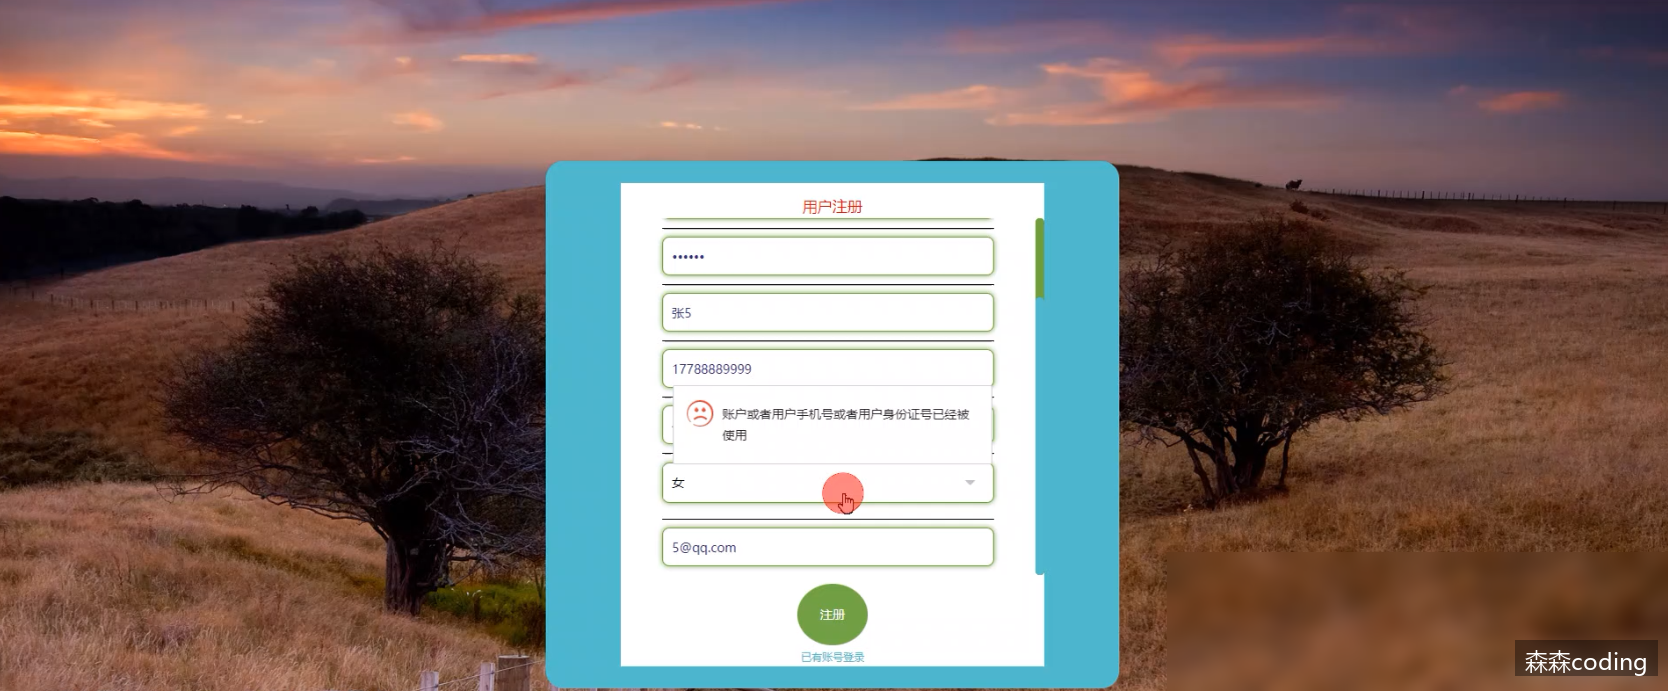 用户注册
••••••
张5
17788889999
账户或者用户手机号或者用户身份证号已经被
使用
女
5@qq.com
注册
已有账号登录
森森coding